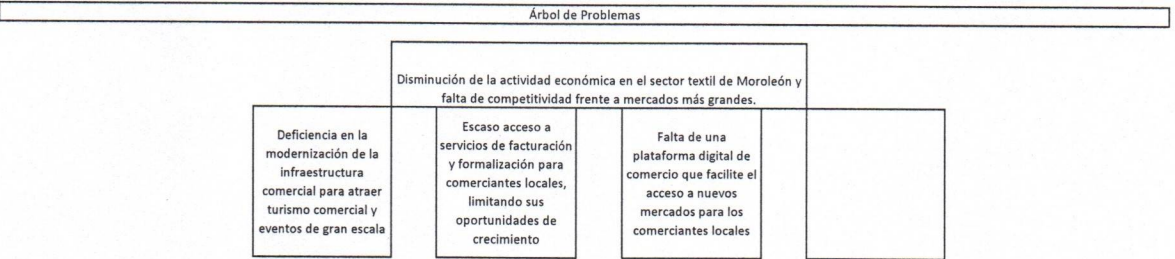 Árbol de Problemas
Disminución de la actividad económica en el sector textil de Moroleón y
falta de competitividad frente a mercados más grandes.
Deficiencia en la
modernización de la
infraestructura
comercial para atraer
turismo comercial y
eventos de gran escala
Escaso acceso a
servicios de facturación
y formalización para
comerciantes locales,
limitando sus
oportunidades de
crecimiento
Falta de una
plataforma digital de
comercio que facilite el
acceso a nuevos
mercados para los
comerciantes locales